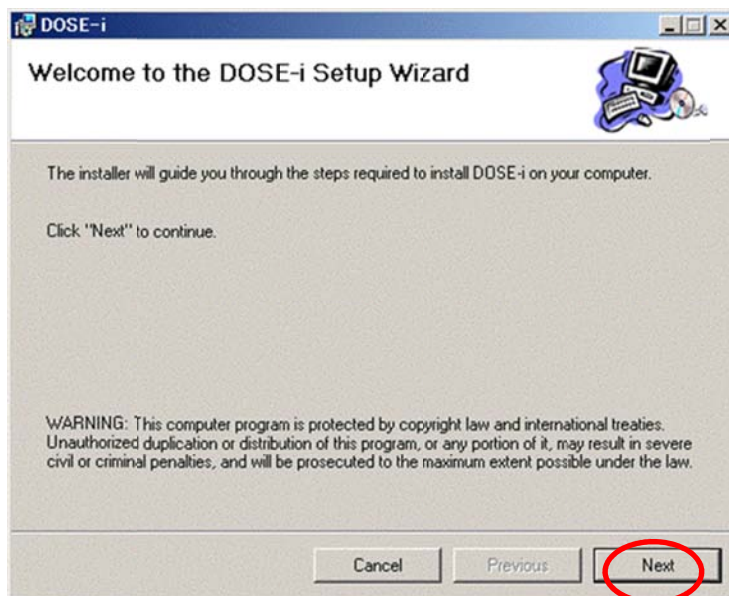 DOSE-i
Welcome to the DOSE-i Setup Wizard
The installer will guide you through the steps required to install DOSE-i on your computer.
Click "Next" to continue.
WARNING: This computer program is protected by copyright law and international treaties.
Unauthorized duplication or distribution of this program, or any portion of it, may result in severe
civil or criminal penalties, and will be prosecuted to the maximum extent possible under the law.
Cancel
Previous
Next